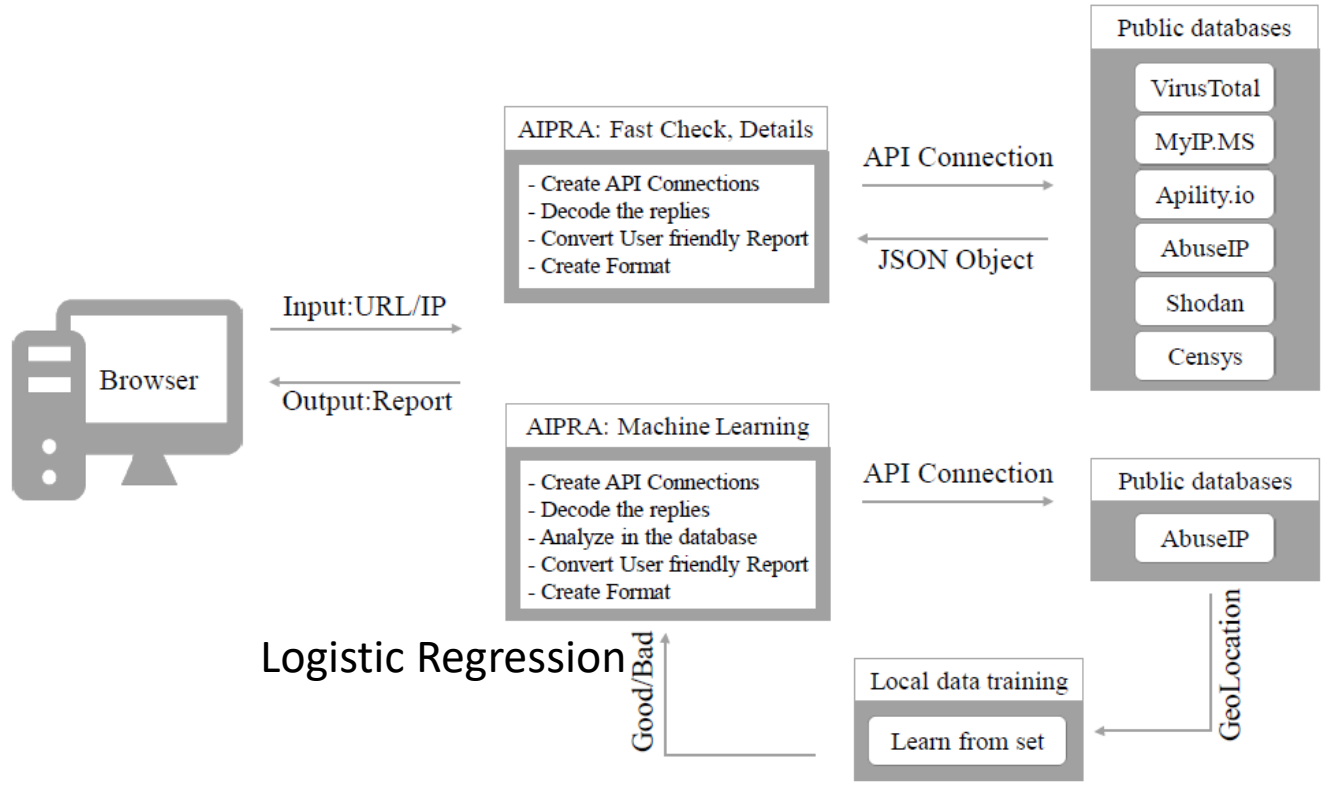 Public databases
VirusTotal
MyIP.MS
Apility.io
AbuseIP
Shodan
Censys
AIPRA: Fast Check, Details
- Create API Connections
- Decode the replies
- Convert User friendly Report
- Create Format
API Connection
JSON Object
Input:URL/IP
Browser
Output:Report
AIPRA: Machine Learning
- Create API Connections
- Decode the replies
- Analyze in the database
- Convert User friendly Report
- Create Format
API Connection
Public databases
AbuseIP
GeoLocation
Logistic Regression
Good/Bad
Local data training
Learn from set